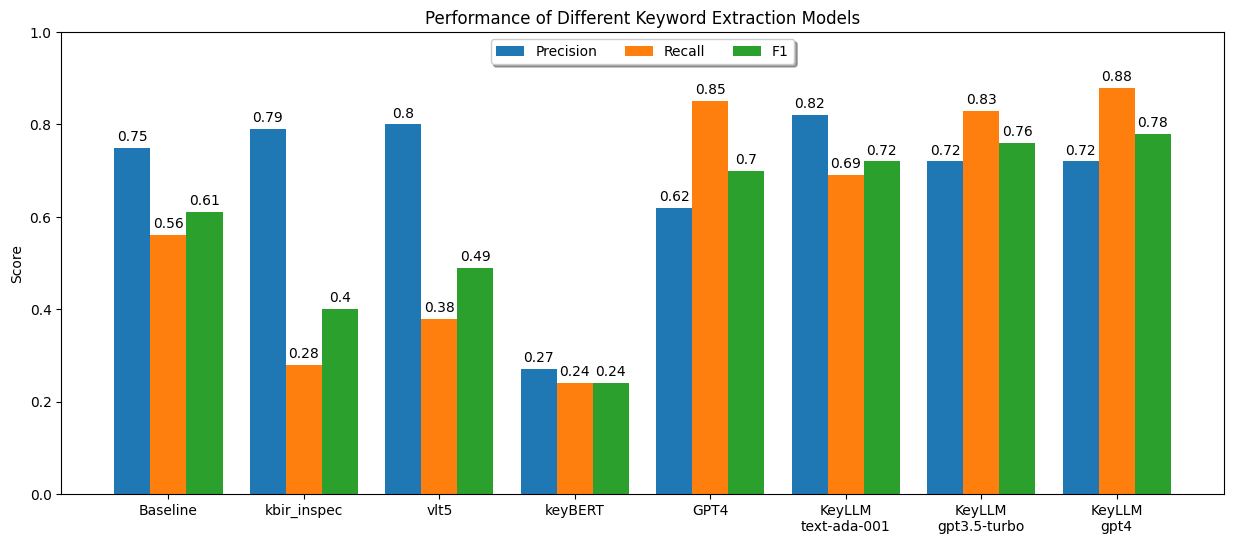 Performance of Different Keyword Extraction Models
Precision Recall F1
Score
1.0
0.8
0.6
0.4
0.2
0.0
0.75 0.56 0.61
0.79 0.28 0.4
0.8 0.38 0.49
0.27 0.24 0.24
0.62 0.85 0.7
0.82 0.69 0.72
0.72 0.83 0.76
0.72 0.88 0.78
Baseline kbir_inspec vlt5 keyBERT GPT4 KeyLLM KeyLLM KeyLLM
text-ada-001 gpt3.5-turbo gpt4